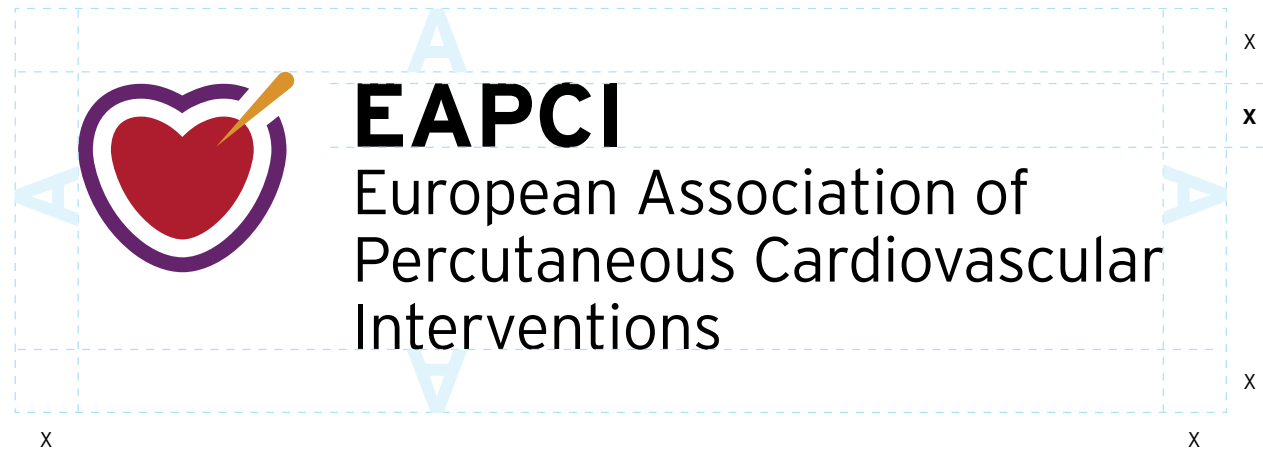 A
X
EAPCI
x
European Association of
A
A
Percutaneous Cardiovascular
Interventions
A
X
X
X